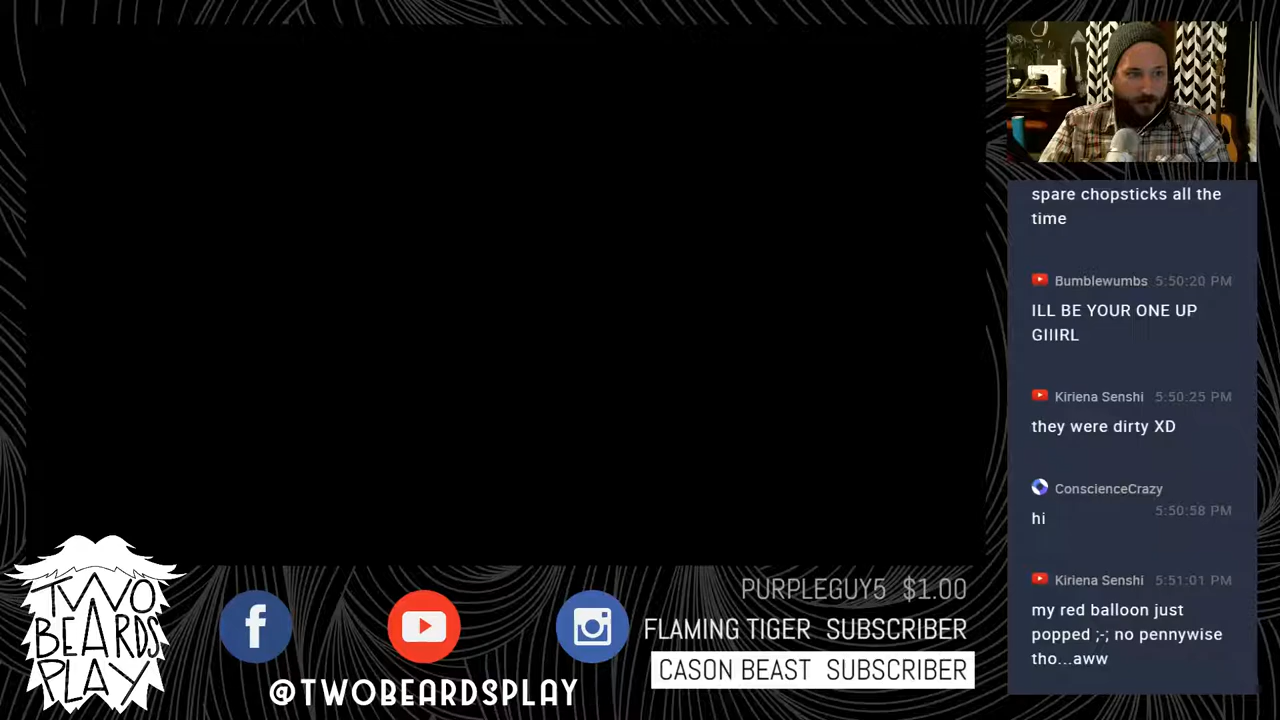 spare chopsticks all the
time
Bumblewumbs 5:50:20 PM
ILL BE YOUR ONE UP
GIIIRL
Kiriena Senshi 5:50:25 PM
they were dirty XD
ConscienceCrazy
5:50:58 PM
hi
Kiriena Senshi 5:51:01 PM
my red balloon just
popped ;-; no pennywise
tho...aww
TWO
BEARDS
PLAY
f
@TWOBEARDSPLAY
PURPLEGUY5 $1.00
FLAMING TIGER SUBSCRIBER
CASON BEAST SUBSCRIBER